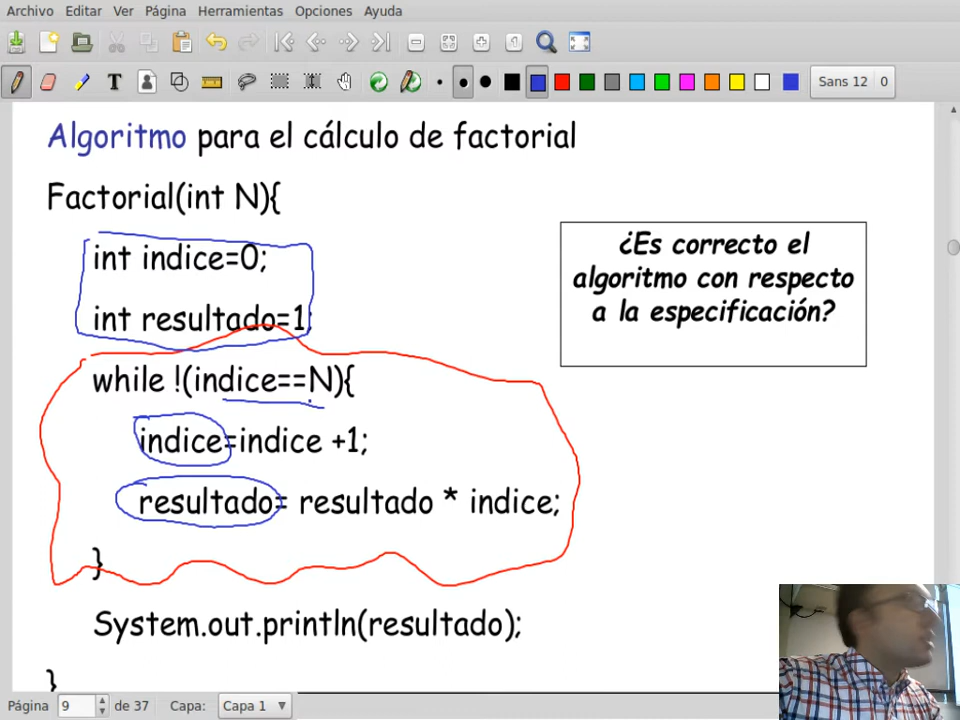 Archivo Editar Ver Página Herramientas Opciones Ayuda
T Sans 12 0
Algoritmo para el cálculo de factorial
Factorial(int N){
int indice=0;
int resultado=1;
while !(indice==N){
indice=indice +1;
resultado= resultado * indice;
}
System.out.println(resultado);
}
¿Es correcto el
algoritmo con respecto
a la especificación?
Página 9 de 37 Capa: Capa 1